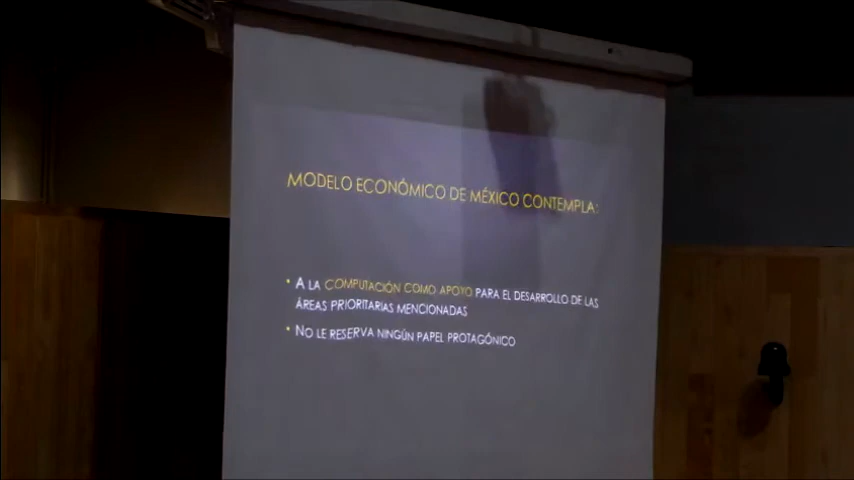 MODELO ECONÓMICO DE MÉXICO CONTEMPLA:
• A LA COMPUTACIÓN COMO APOYO PARA EL DESARROLLO DE LAS
ÁREAS PRIORITARIAS MENCIONADAS
• NO LE RESERVA NINGÚN PAPEL PROTAGÓNICO